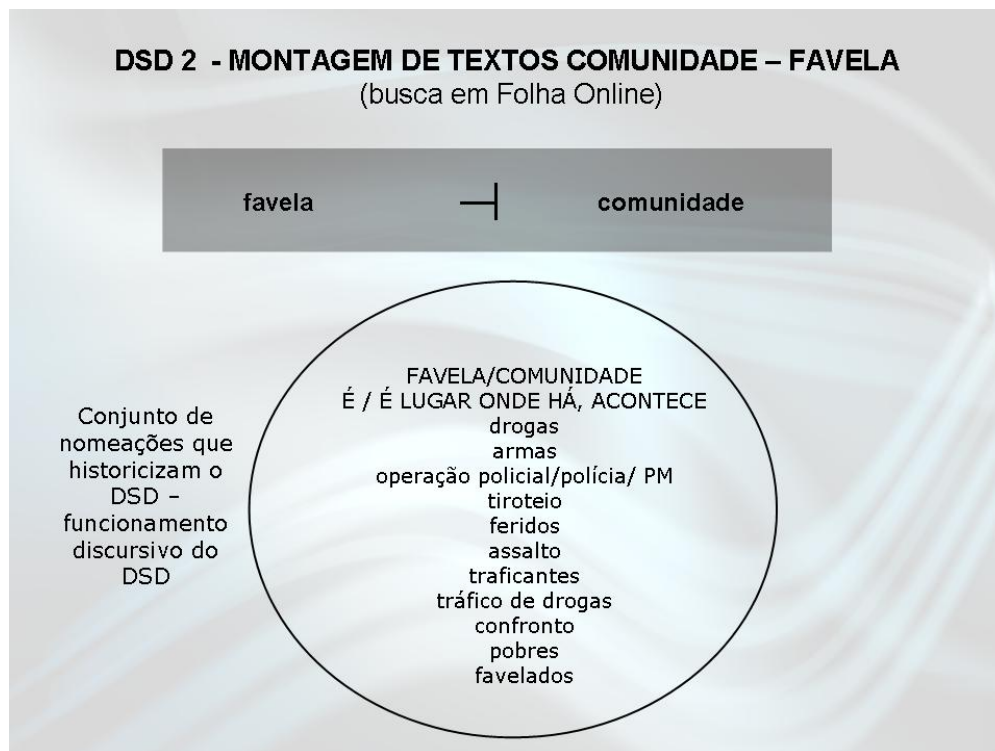 DSD 2 - MONTAGEM DE TEXTOS COMUNIDADE – FAVELA
(busca em Folha Online)
favela ⊣ comunidade
FAVELA/COMUNIDADE
É / É LUGAR ONDE HÁ, ACONTECE
drogas
armas
operação policial/polícia/ PM
tiroteio
feridos
assalto
traficantes
tráfico de drogas
confronto
pobres
favelados
Conjunto de
nomeações que
historicizam o
DSD –
funcionamento
discursivo do
DSD